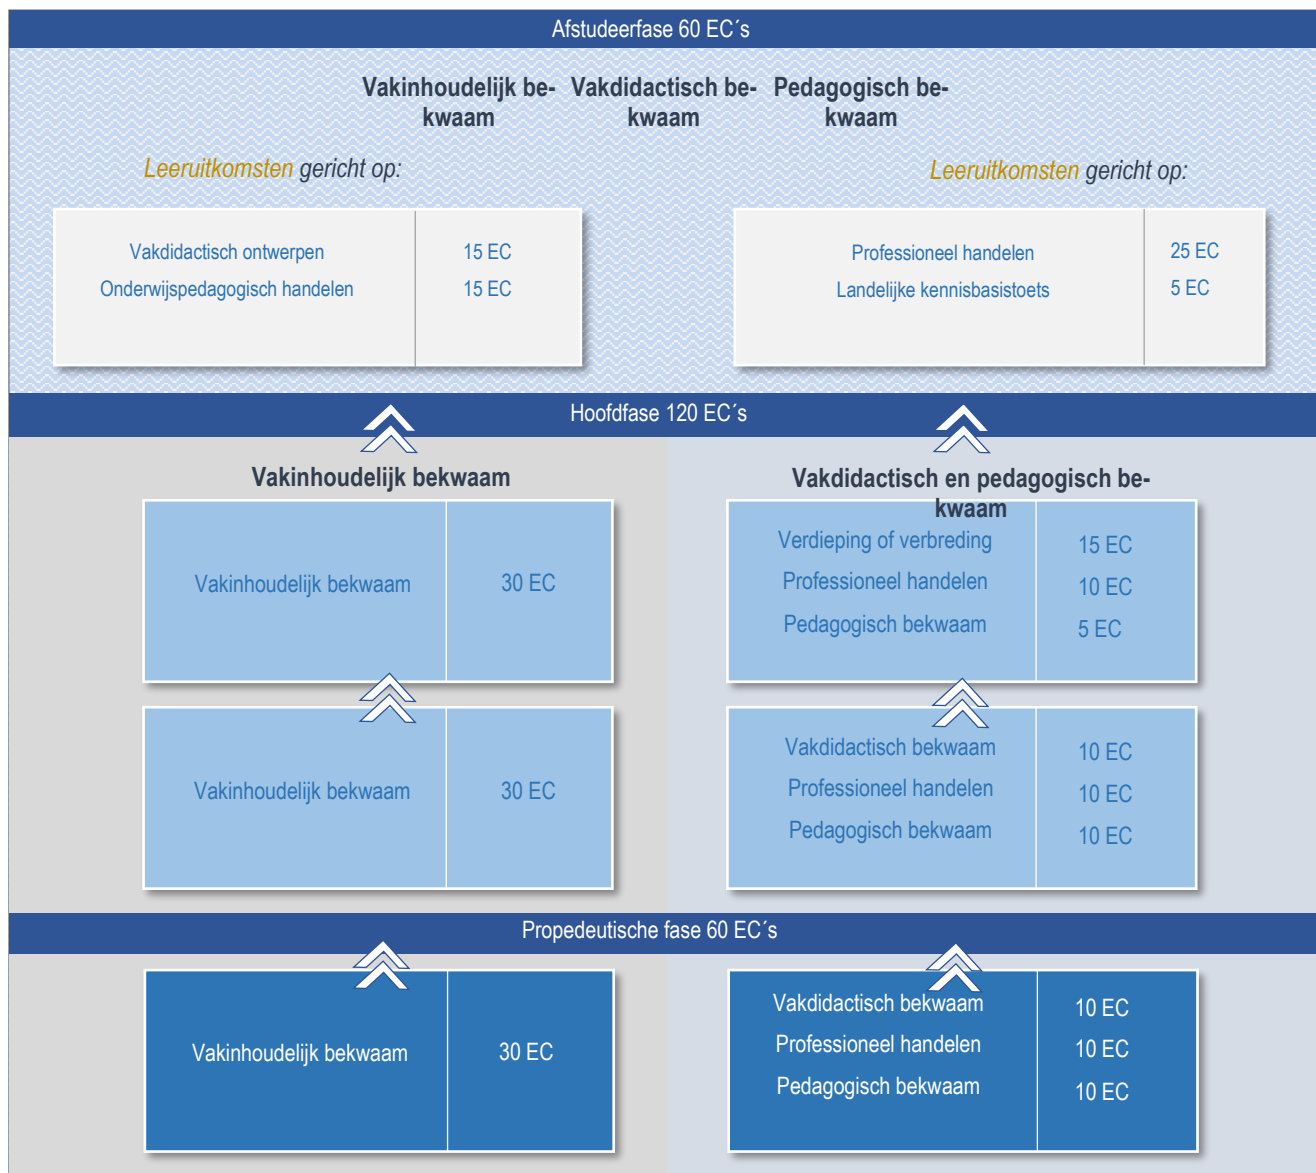 Afstudeerfase 60 EC´s
Vakinhoudelijk be-
kwaam
Vakdidactisch be-
kwaam
Pedagogisch be-
kwaam
Leeruitkomsten gericht op:
Vakdidactisch ontwerpen 15 EC
Onderwijspedagogisch handelen 15 EC
Leeruitkomsten gericht op:
Professioneel handelen 25 EC
Landelijke kennisbasistoets 5 EC
Hoofdfase 120 EC´s
Vakinhoudelijk bekwaam
Vakinhoudelijk bekwaam 30 EC
Vakinhoudelijk bekwaam 30 EC
Vakdidactisch en pedagogisch be-
kwaam
Verdieping of verbreding 15 EC
Professioneel handelen 10 EC
Pedagogisch bekwaam 5 EC
Vakdidactisch bekwaam 10 EC
Professioneel handelen 10 EC
Pedagogisch bekwaam 10 EC
Propedeutische fase 60 EC´s
Vakinhoudelijk bekwaam 30 EC
Vakdidactisch bekwaam 10 EC
Professioneel handelen 10 EC
Pedagogisch bekwaam 10 EC